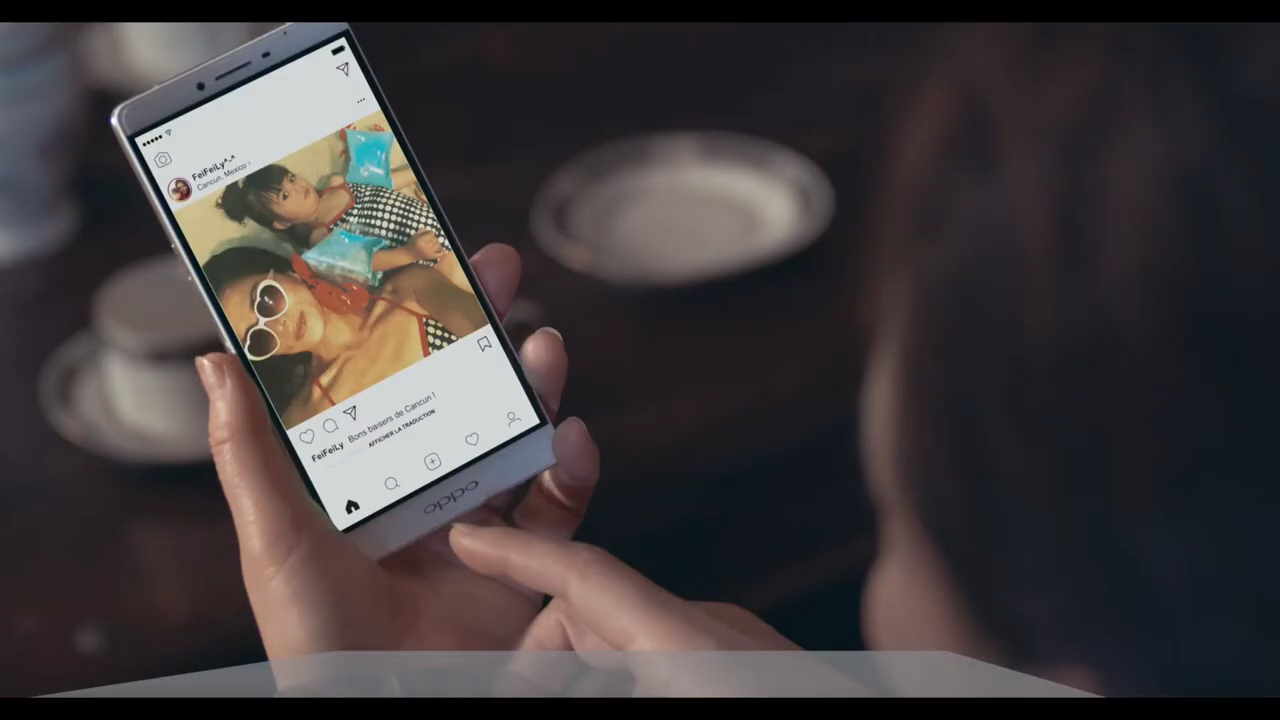 FeiFeiLy^_^
Cancun, Mexico
FeiFeiLy Bons baisers de Cancun !
AFFICHER LA TRADUCTION
oppo